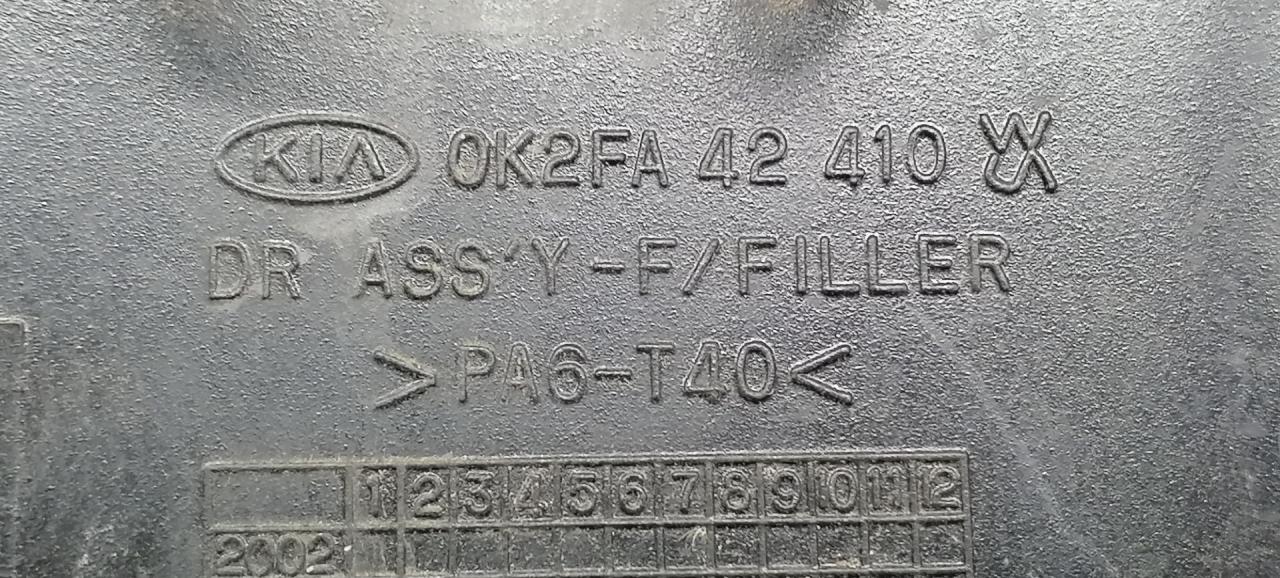 KIA 0K2FA 42 410
DR ASS'Y-F/FILLER
>PA6-T40<
1 2 3 4 5 6 7 8 9 10 11 12
2002